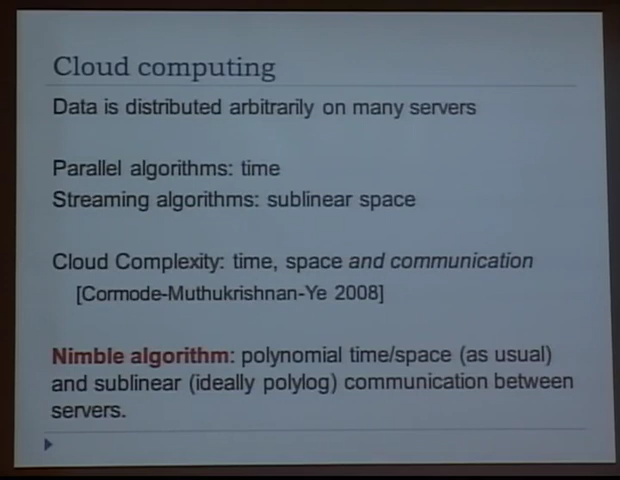 Cloud computing
Data is distributed arbitrarily on many servers
Parallel algorithms: time
Streaming algorithms: sublinear space
Cloud Complexity: time, space and communication
[Cormode-Muthukrishnan-Ye 2008]
Nimble algorithm: polynomial time/space (as usual)
and sublinear (ideally polylog) communication between
servers.